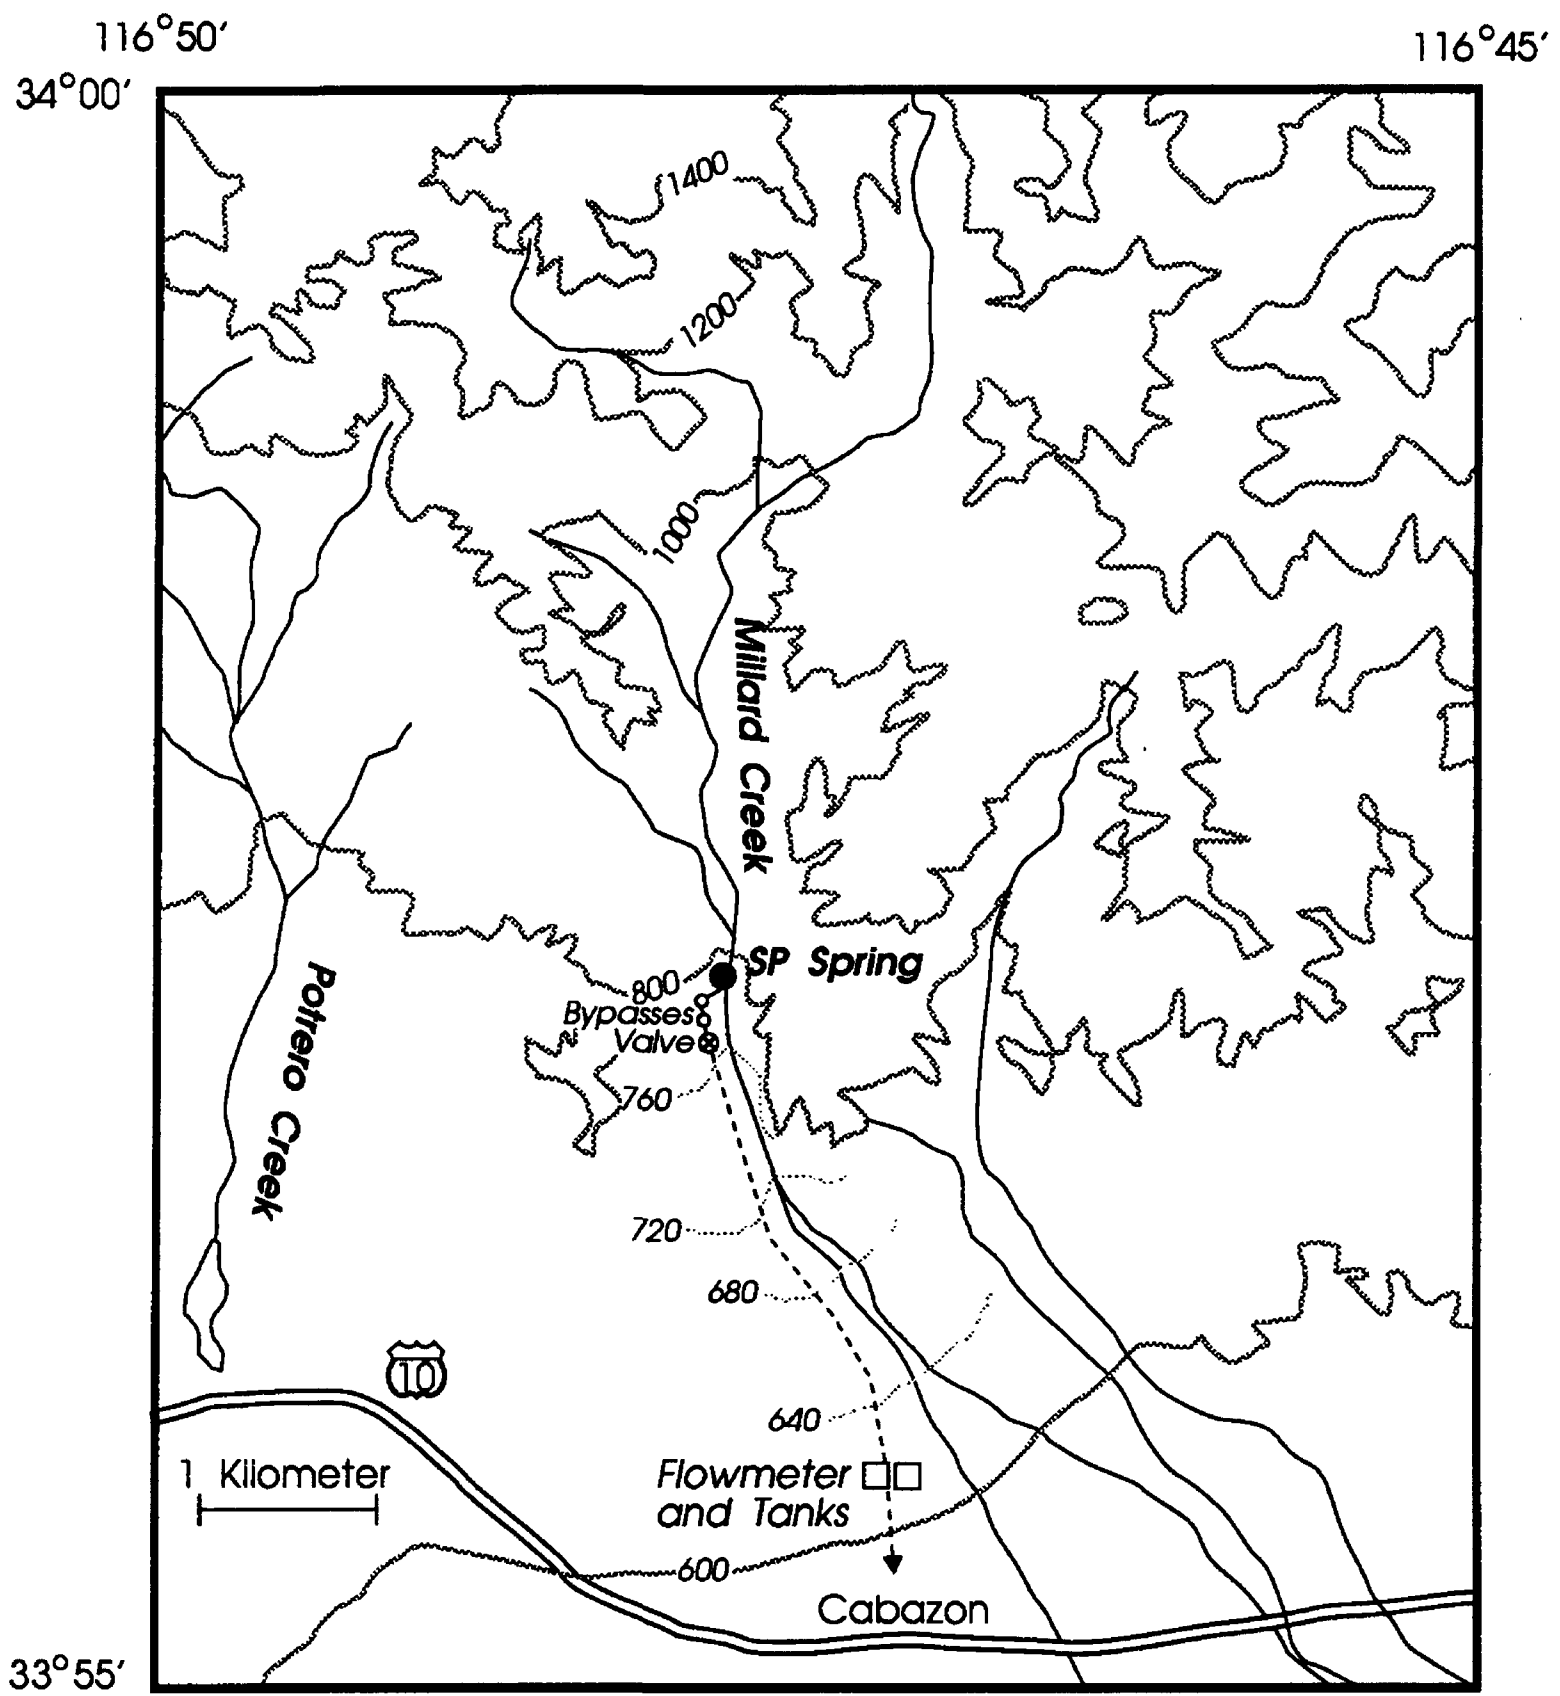 116°50′
116°45′
34°00′
1400
1200
1000
Millard Creek
SP Spring
800
Bypasses
Valve
Potrero Creek
760
720
680
10
640
1 Kilometer
Flowmeter
and Tanks
600
Cabazon
33°55′